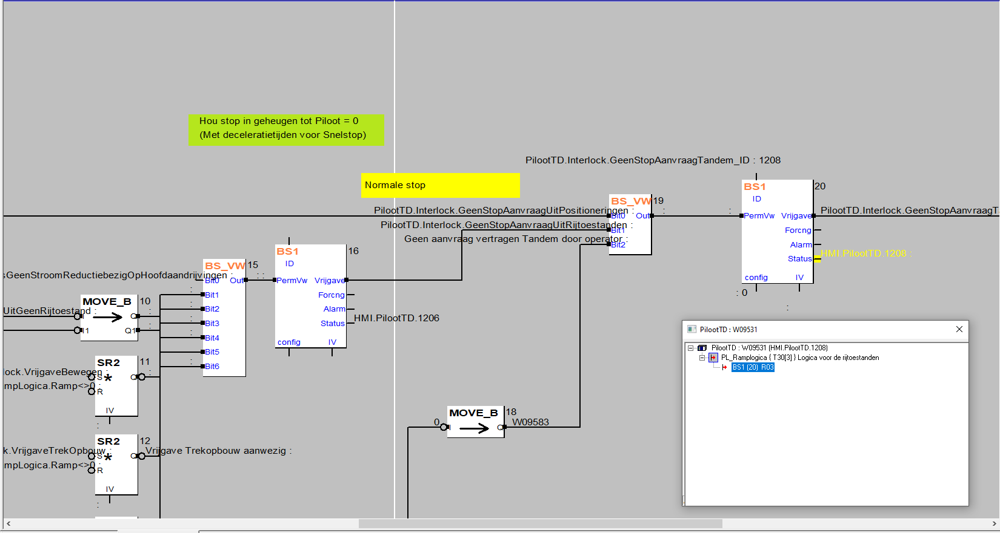 Hou stop in geheugen tot Piloot = 0
(Met deceleratietijden voor Snelstop)
PilootTD.Interlock.GeenStopAanvraagTandem_ID : 1208
Normale stop
BS1
20
ID
BS_VW
19
PilootTD.Interlock.GeenStopAanvraagUitPositioneringen :
Bit0 Out
:
:
PermVw Vrijgave
PilootTD.Interlock.GeenStopAanvraagT
PilootTD.Interlock.GeenStopAanvraagUitRijtoestanden :
Bit1
Forcng
Geen aanvraag vertragen Tandem door operator :
Bit2
Alarm
Status
HMI.PilootTD.1208 :
config IV
: 0
:
BS1
16
ID
BS_VW
15
sGeenStroomReductiebezigOpHoofdaandrijvingen :
Bit0 Out
: :
PermVw Vrijgave
:
Bit1
Forcng
:
Bit2
Alarm
:
Bit3
Status
HMI.PilootTD.1206
:
Bit4
config IV
:
Bit5
:
Bit6
MOVE_B
10
UitGeenRijtoestand :
I Q
:
I1 Q1
:
SR2
11
lock.VrijgaveBewegen :
S * Q
:
mpLogica.Ramp<>0 :
R
IV
:
SR2
12
k.VrijgaveTrekOpbouw :
S * Q
Vrijgave Trekopbouw aanwezig :
mpLogica.Ramp<>0 :
R
IV
:
MOVE_B
18
0
I Q
W09583
PilootTD : W09531
PilootTD : W09531 (HMI.PilootTD.1208)
PL_Ramplogica { T30[3] } Logica voor de rijtoestanden
BS1 (20) R03